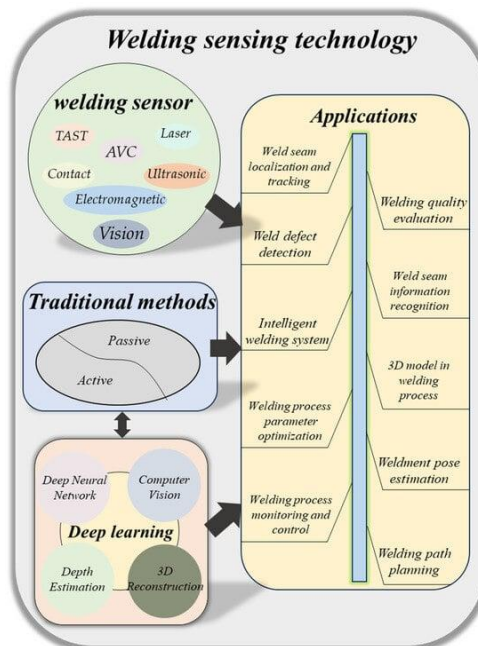 Welding sensing technology
welding sensor
TAST
AVC
Laser
Contact
Ultrasonic
Electromagnetic
Vision
Traditional methods
Passive
Active
Deep Neural
Network
Computer
Vision
Deep learning
Depth
Estimation
3D
Reconstruction
Applications
Weld seam
localization and
tracking
Weld defect
detection
Intelligent
welding system
Welding process
parameter
optimization
Welding process
monitoring and
control
Welding quality
evaluation
Weld seam
information
recognition
3D model in
welding
process
Weldment pose
estimation
Welding path
planning